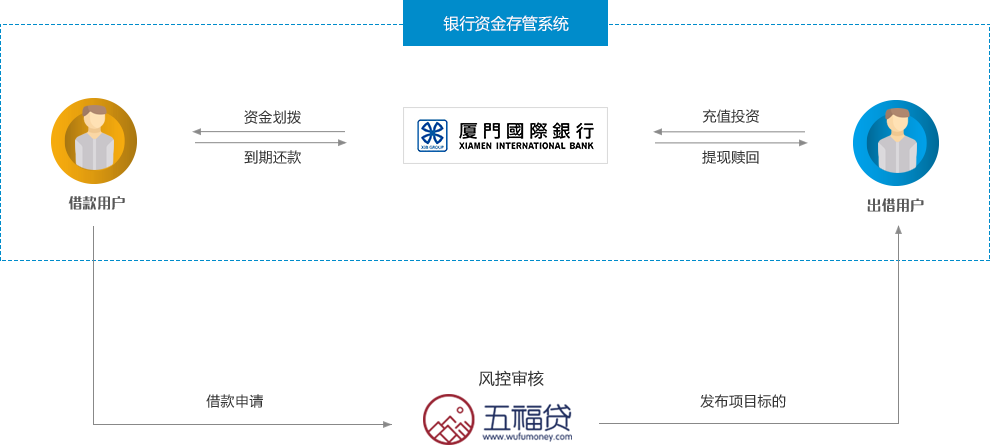 银行资金存管系统
资金划拨
到期还款
厦門國際銀行
XIAMEN INTERNATIONAL BANK
XIB GROUP
充值投资
提现赎回
借款用户
出借用户
风控审核
借款申请
五福贷
www.wufumoney.com
发布项目标的